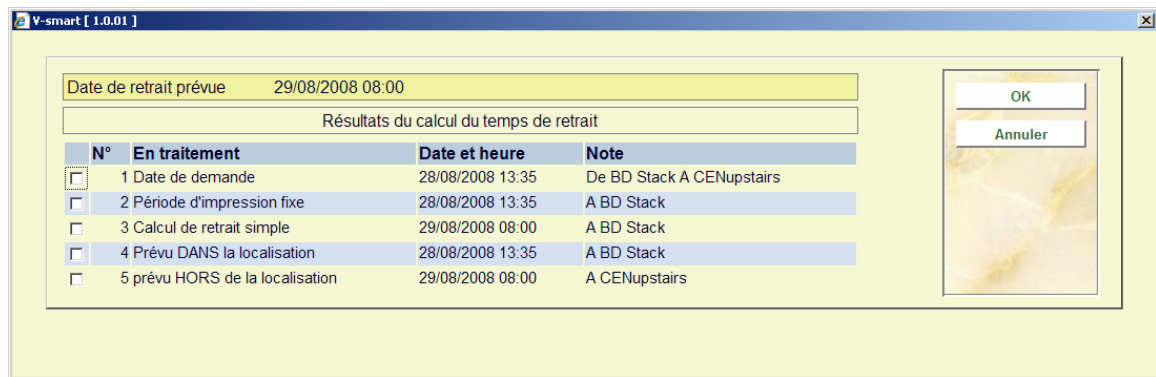 V-smart [ 1.0.01 ]
Date de retrait prévue 29/08/2008 08:00
Résultats du calcul du temps de retrait
N° En traitement Date et heure Note
1 Date de demande 28/08/2008 13:35 De BD Stack A CENupstairs
2 Période d'impression fixe 28/08/2008 13:35 A BD Stack
3 Calcul de retrait simple 29/08/2008 08:00 A BD Stack
4 Prévu DANS la localisation 28/08/2008 13:35 A BD Stack
5 prévu HORS de la localisation 29/08/2008 08:00 A CENupstairs
OK
Annuler